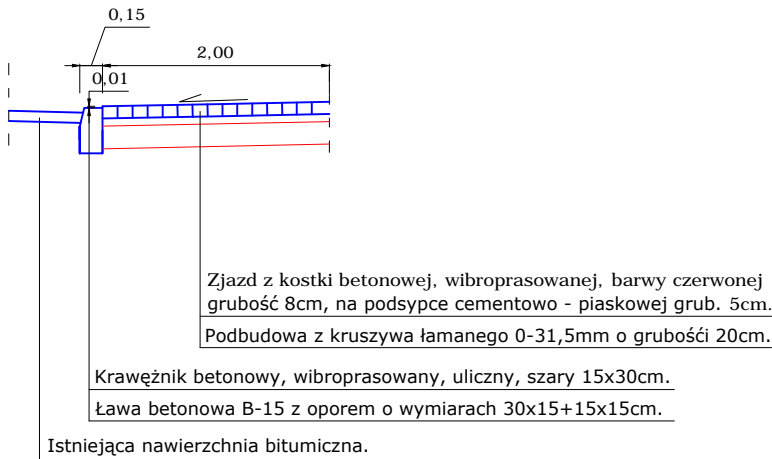 0,15
2,00
0,01
Zjazd z kostki betonowej, wibroprasowanej, barwy czerwonej
grubość 8cm, na podsypce cementowo - piaskowej grub. 5cm.
Podbudowa z kruszywa łamanego 0-31,5mm o grubośći 20cm.
Krawężnik betonowy, wibroprasowany, uliczny, szary 15x30cm.
Ława betonowa B-15 z oporem o wymiarach 30x15+15x15cm.
Istniejąca nawierzchnia bitumiczna.